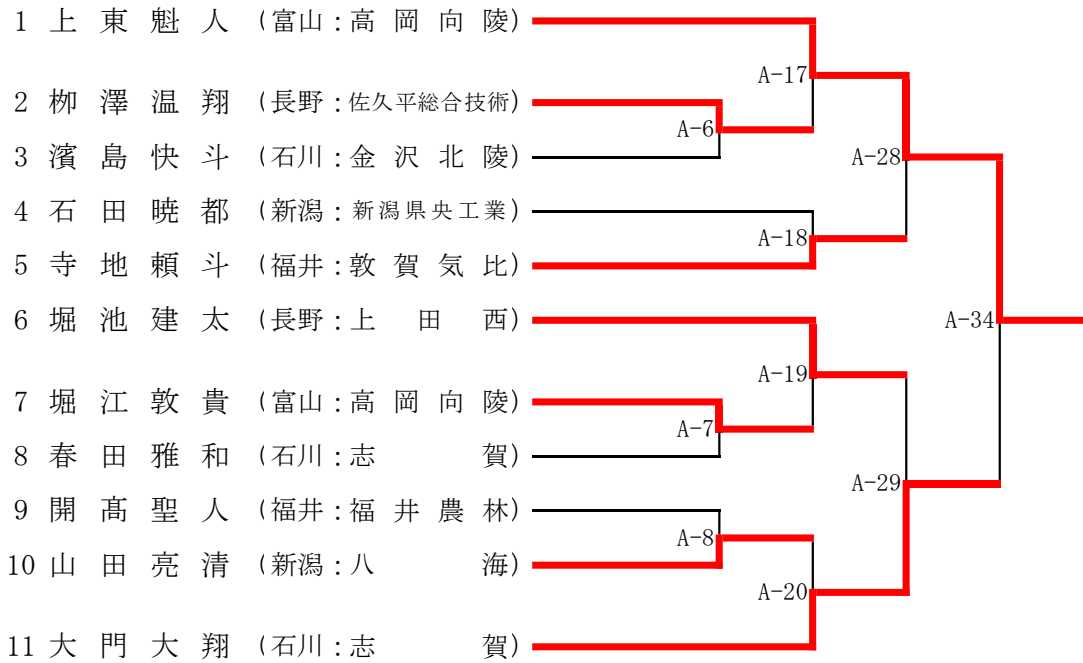 1 上東魁人 (富山:高岡向陵)
A-17
2 栁澤温翔 (長野:佐久平総合技術)
A-6
3 濱島快斗 (石川:金沢北陵)
A-28
4 石田暁都 (新潟:新潟県央工業)
A-18
5 寺地頼斗 (福井:敦賀気比)
6 堀池建太 (長野:上田西)
A-34
A-19
7 堀江敦貴 (富山:高岡向陵)
A-7
8 春田雅和 (石川:志賀)
A-29
9 開髙聖人 (福井:福井農林)
A-8
10 山田亮清 (新潟:八海)
A-20
11 大門大翔 (石川:志賀)